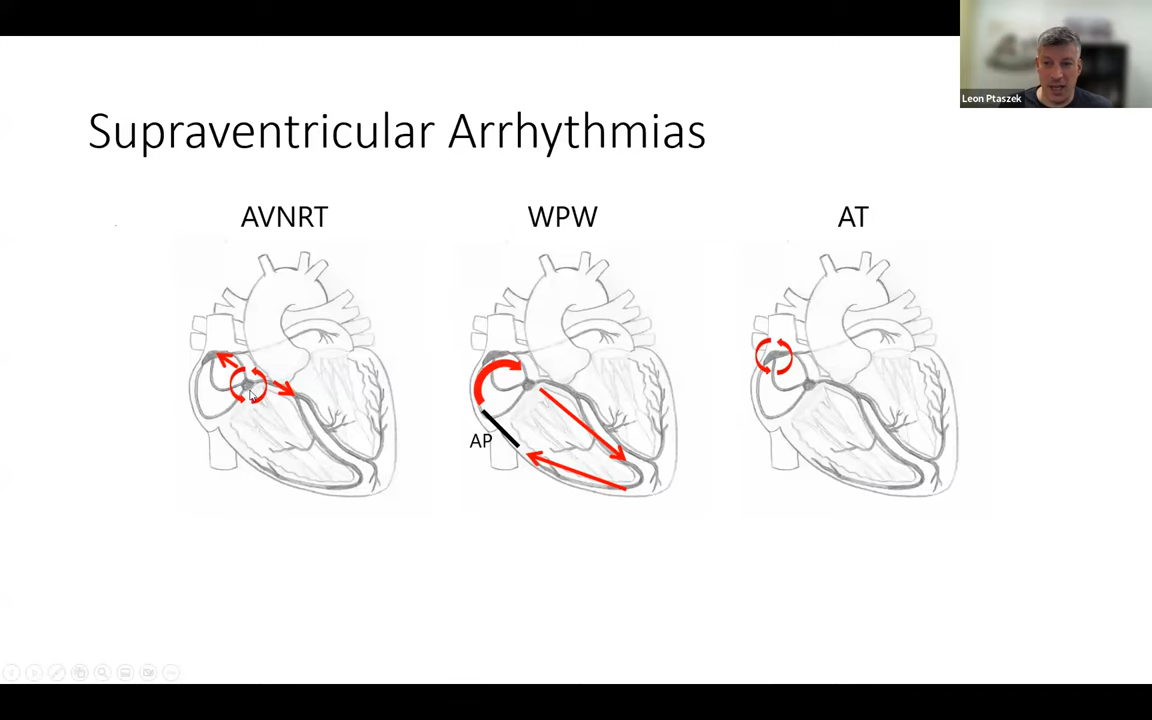 Leon Ptaszek
Supraventricular Arrhythmias
AVNRT
WPW
AT
AP